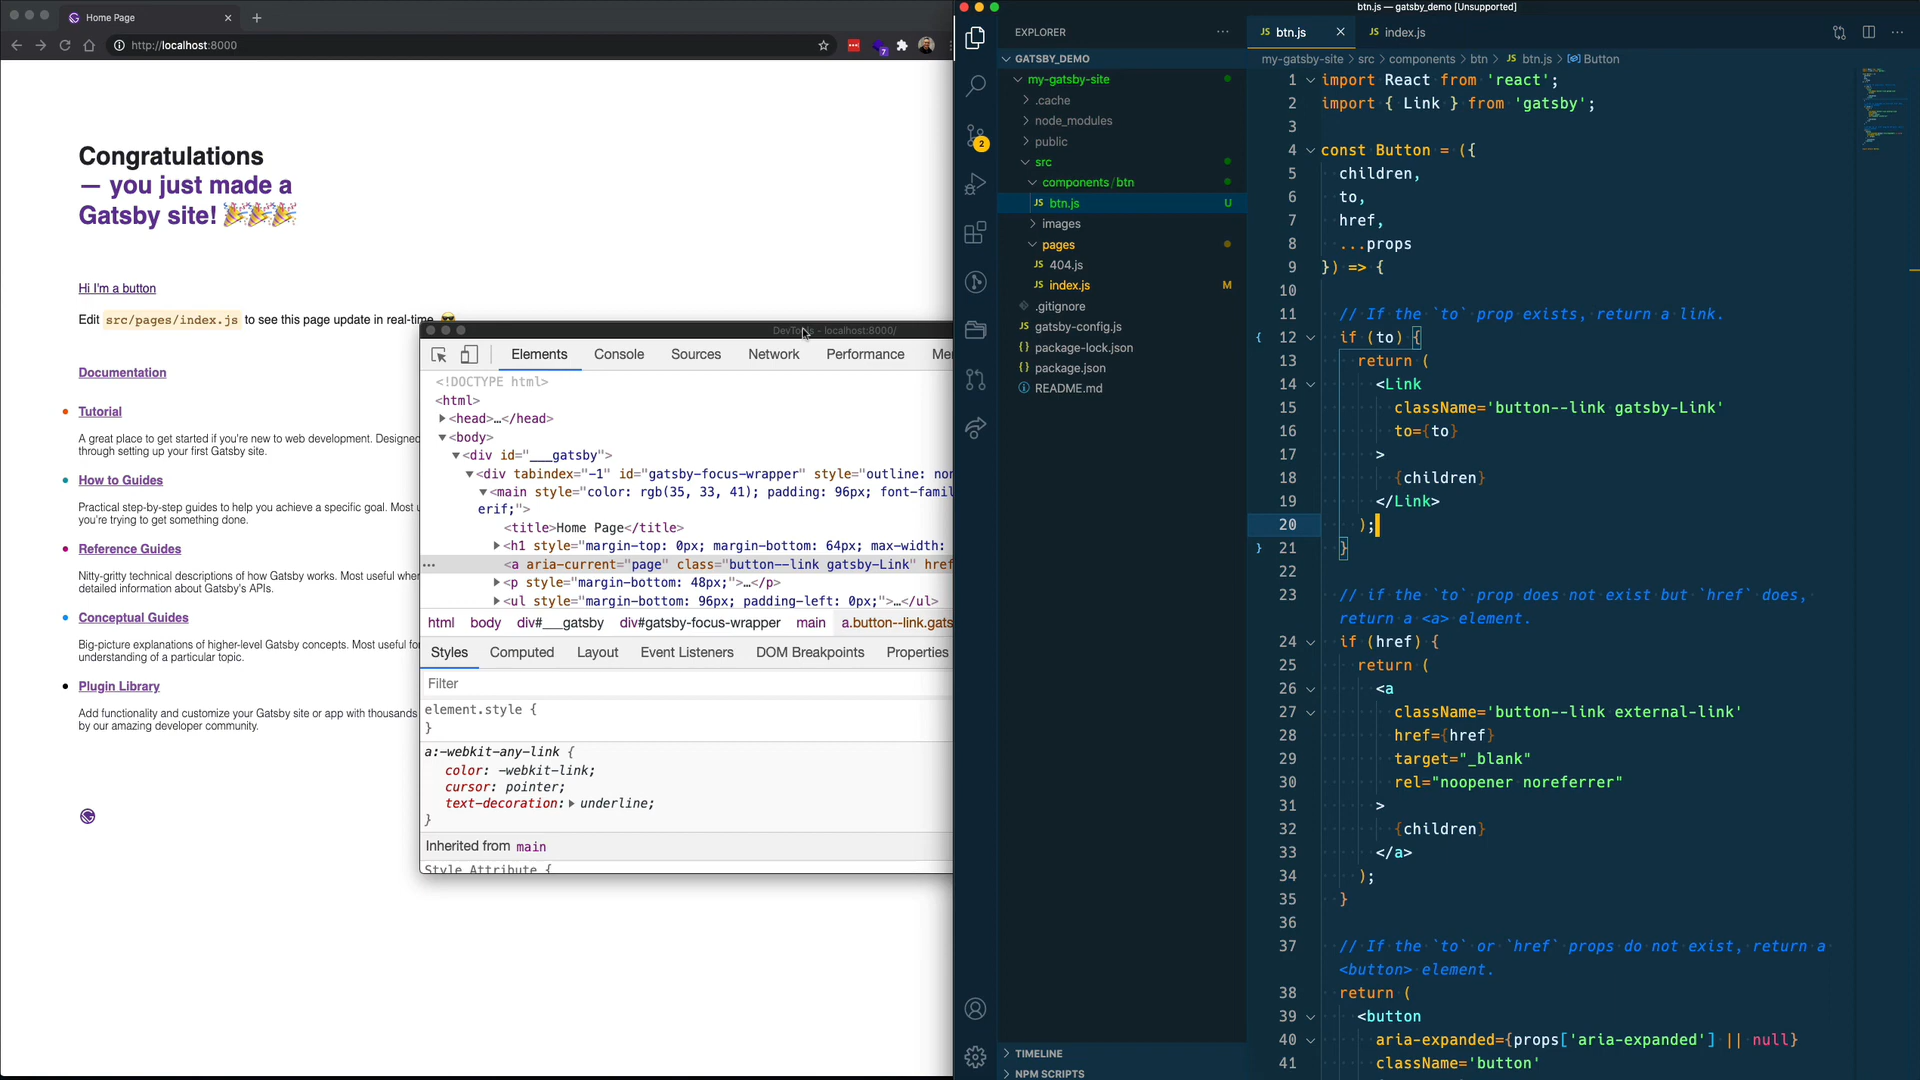 Home Page
http://localhost:8000
7
Congratulations
— you just made a
Gatsby site! 🎉🎉🎉
Hi I'm a button
Edit src/pages/index.js to see this page update in real-time. 😎
Documentation
Tutorial
A great place to get started if you're new to web development. Designed
through setting up your first Gatsby site.
How to Guides
Practical step-by-step guides to help you achieve a specific goal. Most u
you're trying to get something done.
Reference Guides
Nitty-gritty technical descriptions of how Gatsby works. Most useful wher
detailed information about Gatsby's APIs.
Conceptual Guides
Big-picture explanations of higher-level Gatsby concepts. Most useful fo
understanding of a particular topic.
Plugin Library
Add functionality and customize your Gatsby site or app with thousands
by our amazing developer community.
DevTools - localhost:8000/
Elements Console Sources Network Performance Mem
<!DOCTYPE html>
<html>
<head>…</head>
<body>
<div id="___gatsby">
<div tabindex="-1" id="gatsby-focus-wrapper" style="outline: nor
<main style="color: rgb(35, 33, 41); padding: 96px; font-famil
erif;">
<title>Home Page</title>
<h1 style="margin-top: 0px; margin-bottom: 64px; max-width:
<a aria-current="page" class="button--link gatsby-Link" href
<p style="margin-bottom: 48px;">…</p>
<ul style="margin-bottom: 96px; padding-left: 0px;">…</ul>
html body div#___gatsby div#gatsby-focus-wrapper main a.button--link.gats
Styles Computed Layout Event Listeners DOM Breakpoints Properties
Filter
element.style {
}
a:-webkit-any-link {
color: -webkit-link;
cursor: pointer;
text-decoration: underline;
}
Inherited from main
Style Attribute {
btn.js — gatsby_demo [Unsupported]
EXPLORER
GATSBY_DEMO
my-gatsby-site
.cache
node_modules
public
src
components / btn
btn.js U
images
pages
404.js
index.js M
.gitignore
gatsby-config.js
package-lock.json
package.json
README.md
2
TIMELINE
NPM SCRIPTS
JS btn.js JS index.js
my-gatsby-site > src > components > btn > JS btn.js > Button
1 import React from 'react';
2 import { Link } from 'gatsby';
3
4 const Button = ({
5 children,
6 to,
7 href,
8 ...props
9 }) => {
10
11 // If the `to` prop exists, return a link.
12 if (to) {
13 return (
14 <Link
15 className='button--link gatsby-Link'
16 to={to}
17 >
18 {children}
19 </Link>
20 );
21 }
22
23 // if the `to` prop does not exist but `href` does,
return a <a> element.
24 if (href) {
25 return (
26 <a
27 className='button--link external-link'
28 href={href}
29 target="_blank"
30 rel="noopener noreferrer"
31 >
32 {children}
33 </a>
34 );
35 }
36
37 // If the `to` or `href` props do not exist, return a
<button> element.
38 return (
39 <button
40 aria-expanded={props['aria-expanded'] || null}
41 className='button'